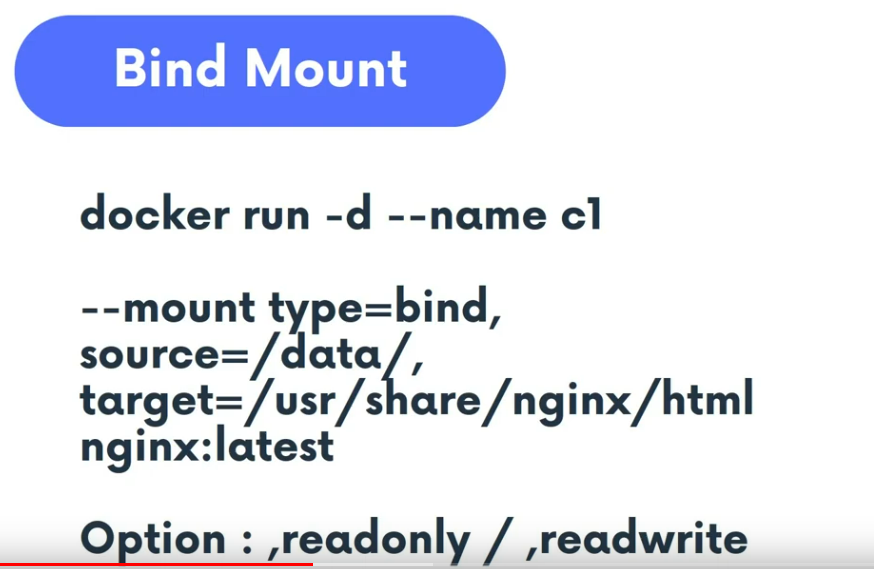 Bind Mount
docker run -d --name c1
--mount type=bind,
source=/data/,
target=/usr/share/nginx/html
nginx:latest
Option : ,readonly / ,readwrite